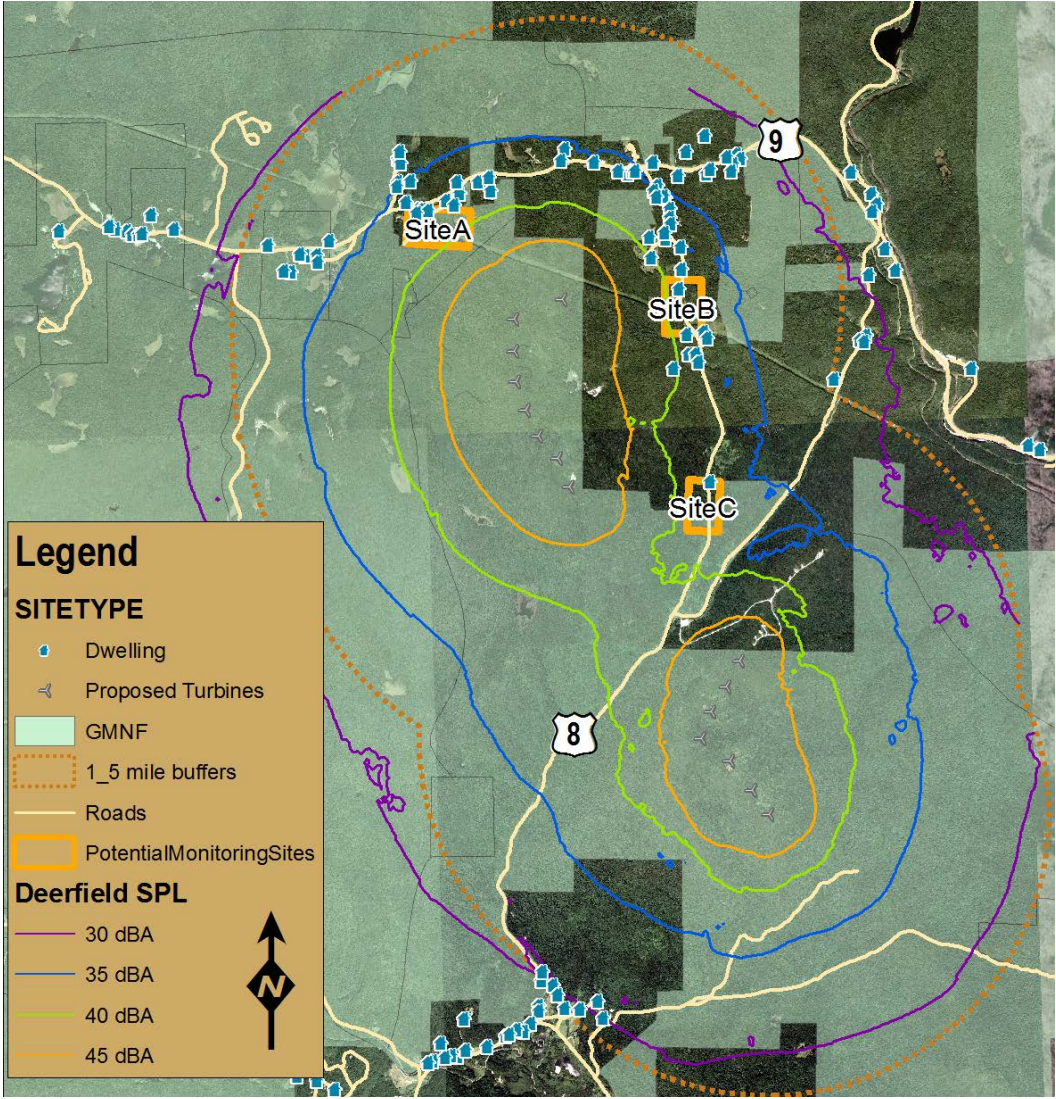 9
SiteA
SiteB
SiteC
8
Legend
SITETYPE
Dwelling
Proposed Turbines
GMNF
1_5 mile buffers
Roads
PotentialMonitoringSites
Deerfield SPL
30 dBA
35 dBA
40 dBA
45 dBA
N